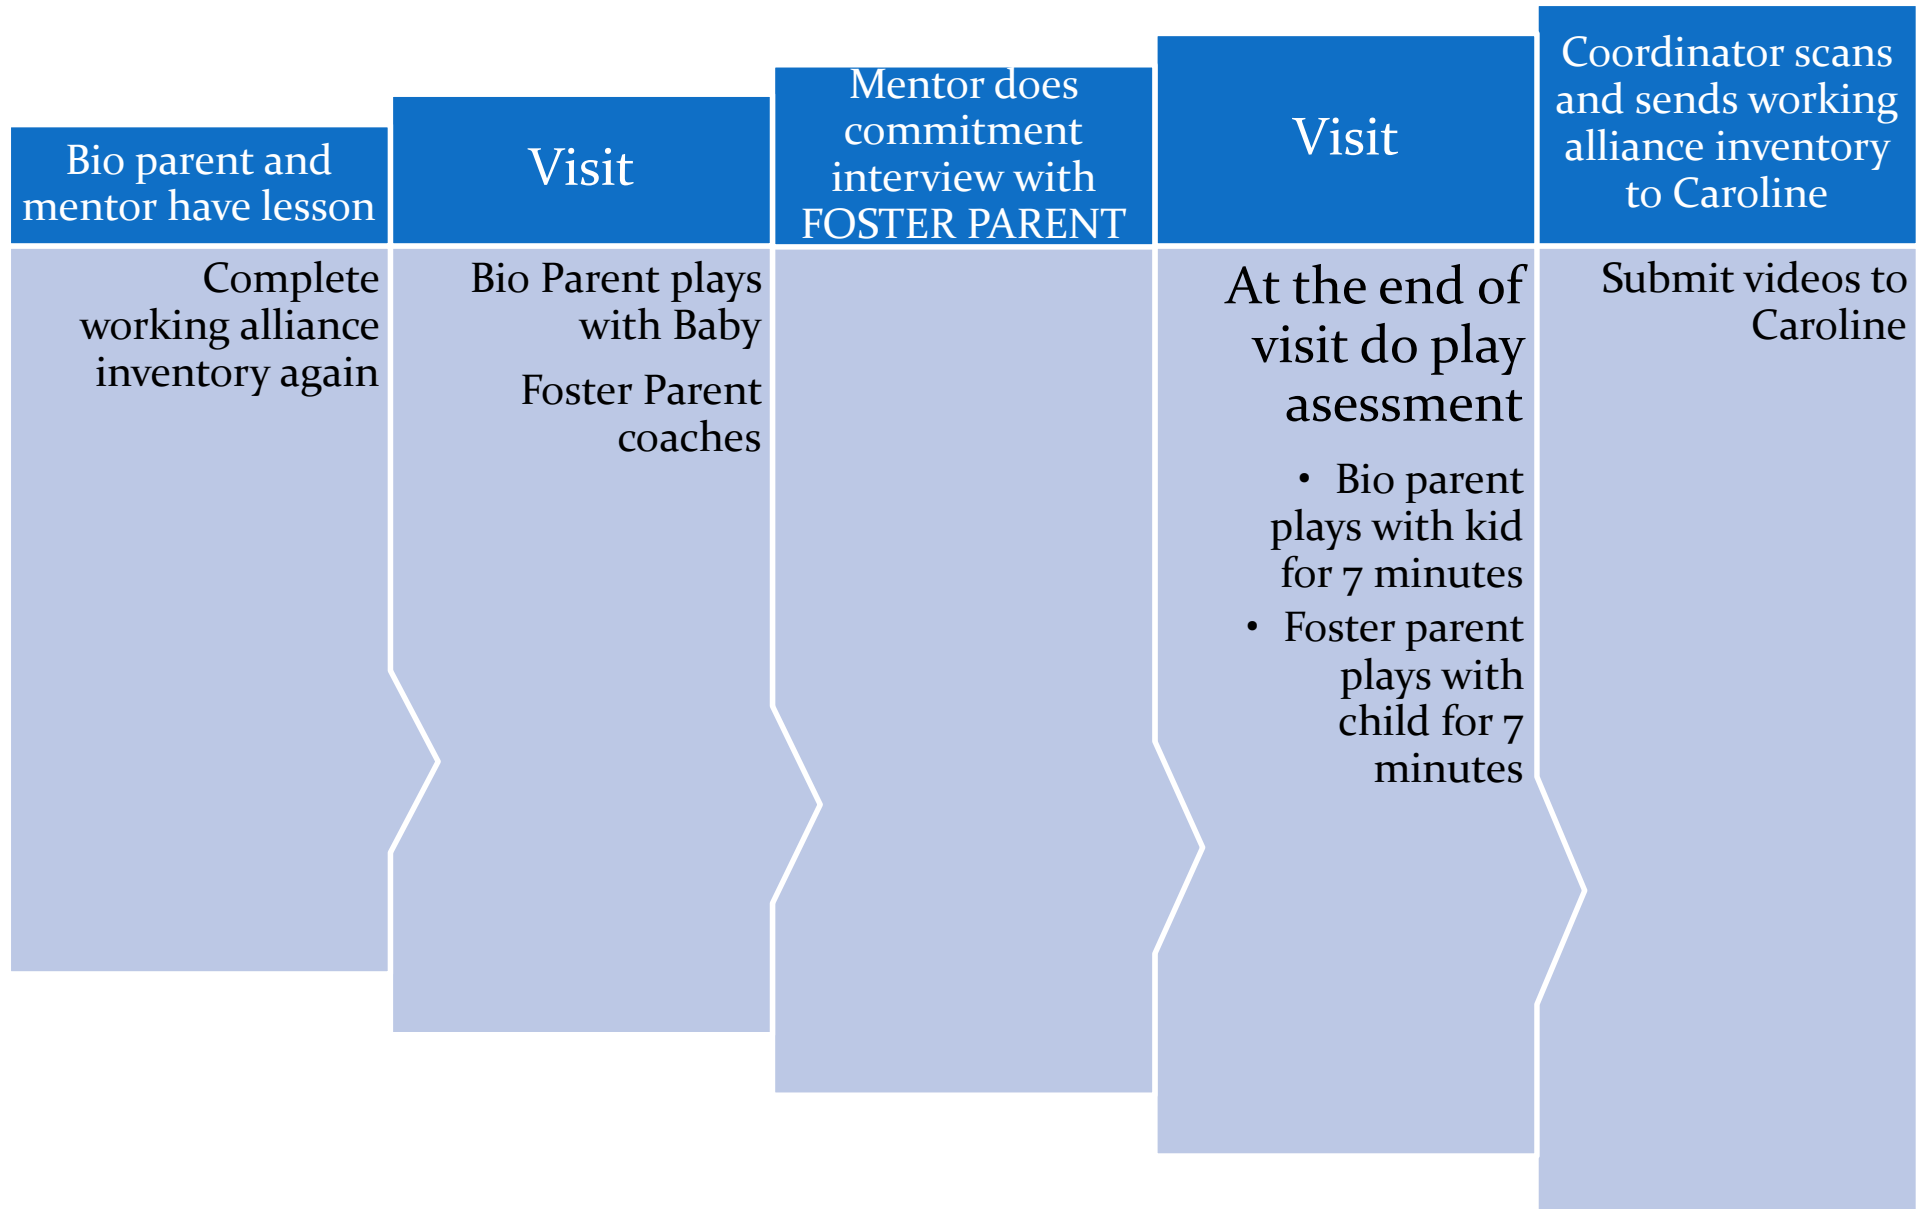 Bio parent and
mentor have lesson
Complete
working alliance
inventory again
Visit
Bio Parent plays
with Baby
Foster Parent
coaches
Mentor does
commitment
interview with
FOSTER PARENT
Visit
At the end of
visit do play
asessment
• Bio parent
plays with kid
for 7 minutes
• Foster parent
plays with
child for 7
minutes
Coordinator scans
and sends working
alliance inventory
to Caroline
Submit videos to
Caroline